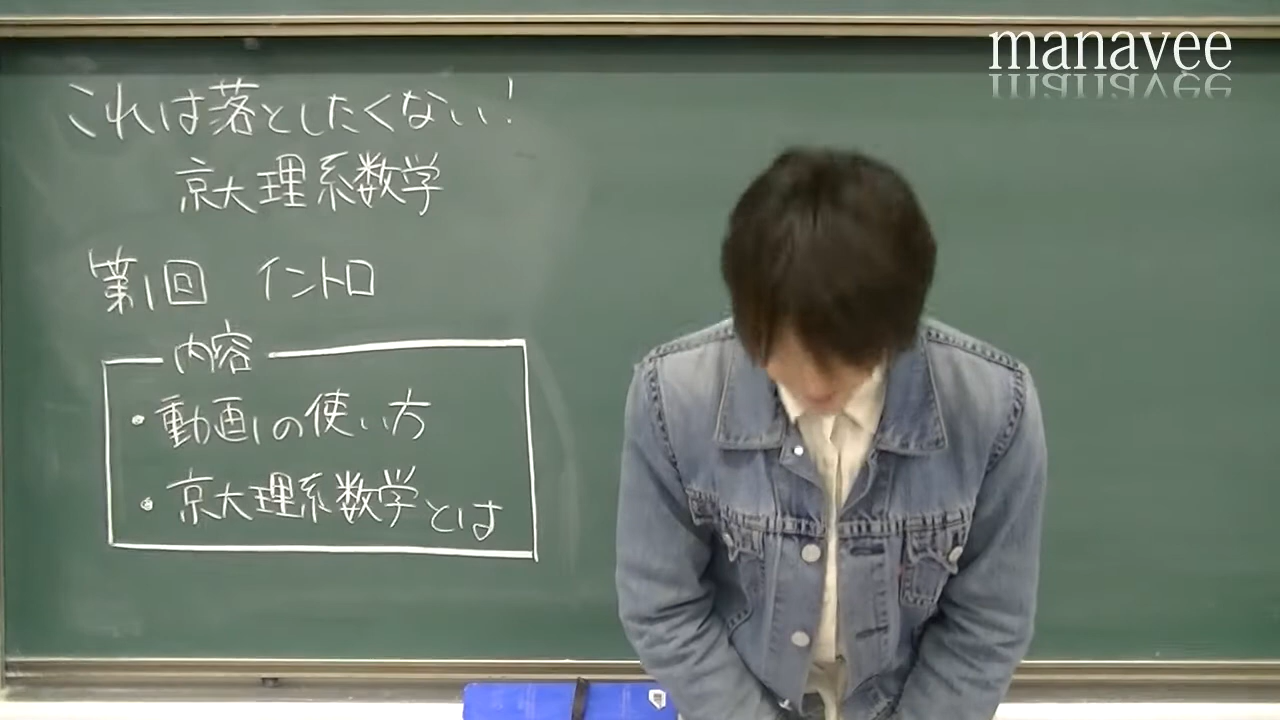 manavee
これは落としたくない!
京大理系数学
第1回 イントロ
内容
・動画の使い方
・京大理系数学とは